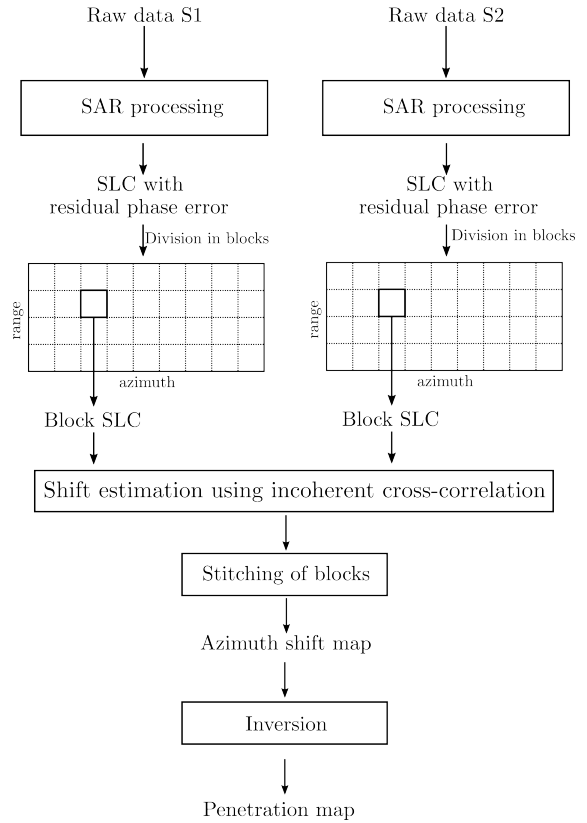 Raw data S1
Raw data S2
SAR processing
SAR processing
SLC with
residual phase error
SLC with
residual phase error
Division in blocks
Division in blocks
range
azimuth
range
azimuth
Block SLC
Block SLC
Shift estimation using incoherent cross-correlation
Stitching of blocks
Azimuth shift map
Inversion
Penetration map